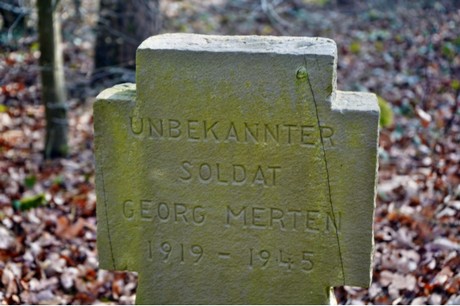 UNBEKANNTER
SOLDAT
GEORG MERTEN
1919 - 1945